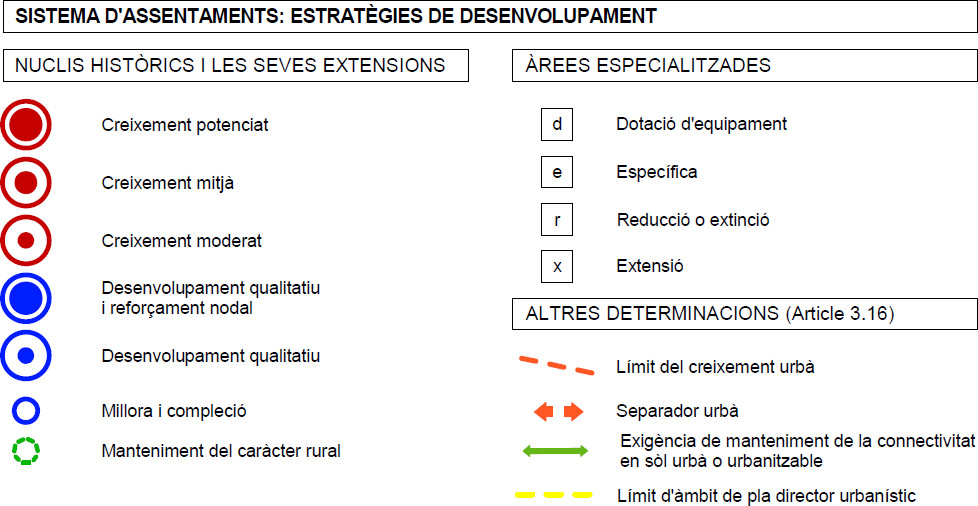 SISTEMA D'ASSENTAMENTS: ESTRATÈGIES DE DESENVOLUPAMENT
NUCLIS HISTÒRICS I LES SEVES EXTENSIONS
Creixement potenciat
Creixement mitjà
Creixement moderat
Desenvolupament qualitatiu
i reforçament nodal
Desenvolupament qualitatiu
Millora i compleció
Manteniment del caràcter rural
ÀREES ESPECIALITZADES
d Dotació d'equipament
e Específica
r Reducció o extinció
x Extensió
ALTRES DETERMINACIONS (Article 3.16)
Límit del creixement urbà
Separador urbà
Exigència de manteniment de la connectivitat
en sòl urbà o urbanitzable
Límit d'àmbit de pla director urbanístic